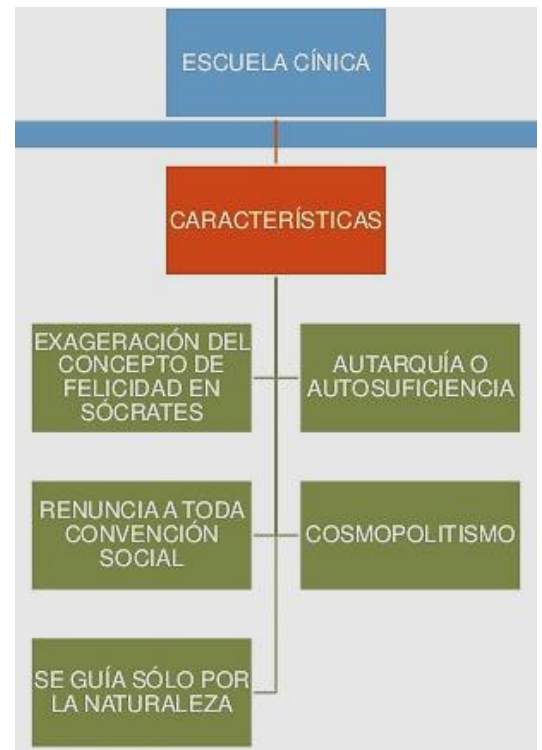 ESCUELA CÍNICA
CARACTERÍSTICAS
EXAGERACIÓN DEL
CONCEPTO DE
FELICIDAD EN
SÓCRATES
AUTARQUÍA O
AUTOSUFICIENCIA
RENUNCIA A TODA
CONVENCIÓN
SOCIAL
COSMOPOLITISMO
SE GUÍA SÓLO POR
LA NATURALEZA